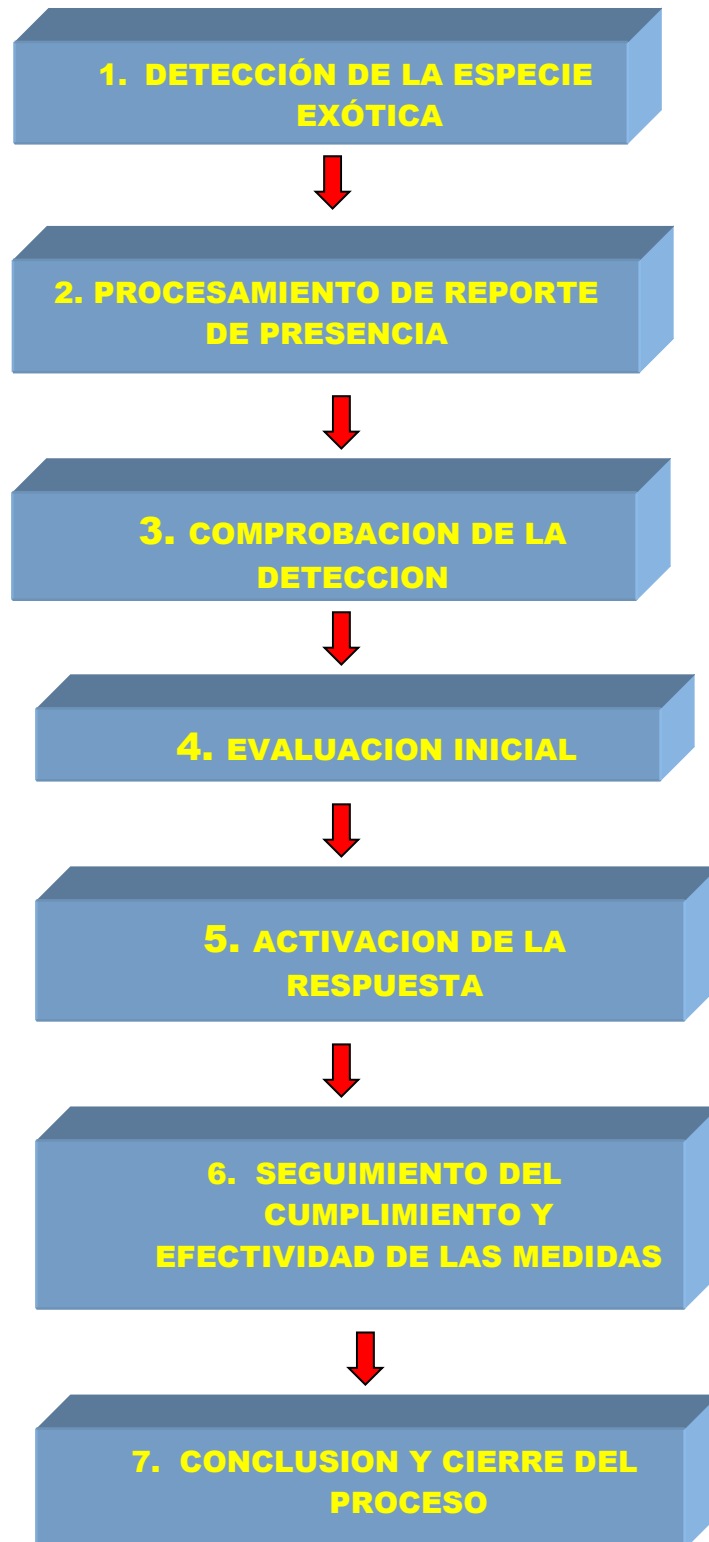 1. DETECCIÓN DE LA ESPECIE
EXÓTICA
2. PROCESAMIENTO DE REPORTE
DE PRESENCIA
3. COMPROBACION DE LA
DETECCION
4. EVALUACION INICIAL
5. ACTIVACION DE LA
RESPUESTA
6. SEGUIMIENTO DEL
CUMPLIMIENTO Y
EFECTIVIDAD DE LAS MEDIDAS
7. CONCLUSION Y CIERRE DEL
PROCESO